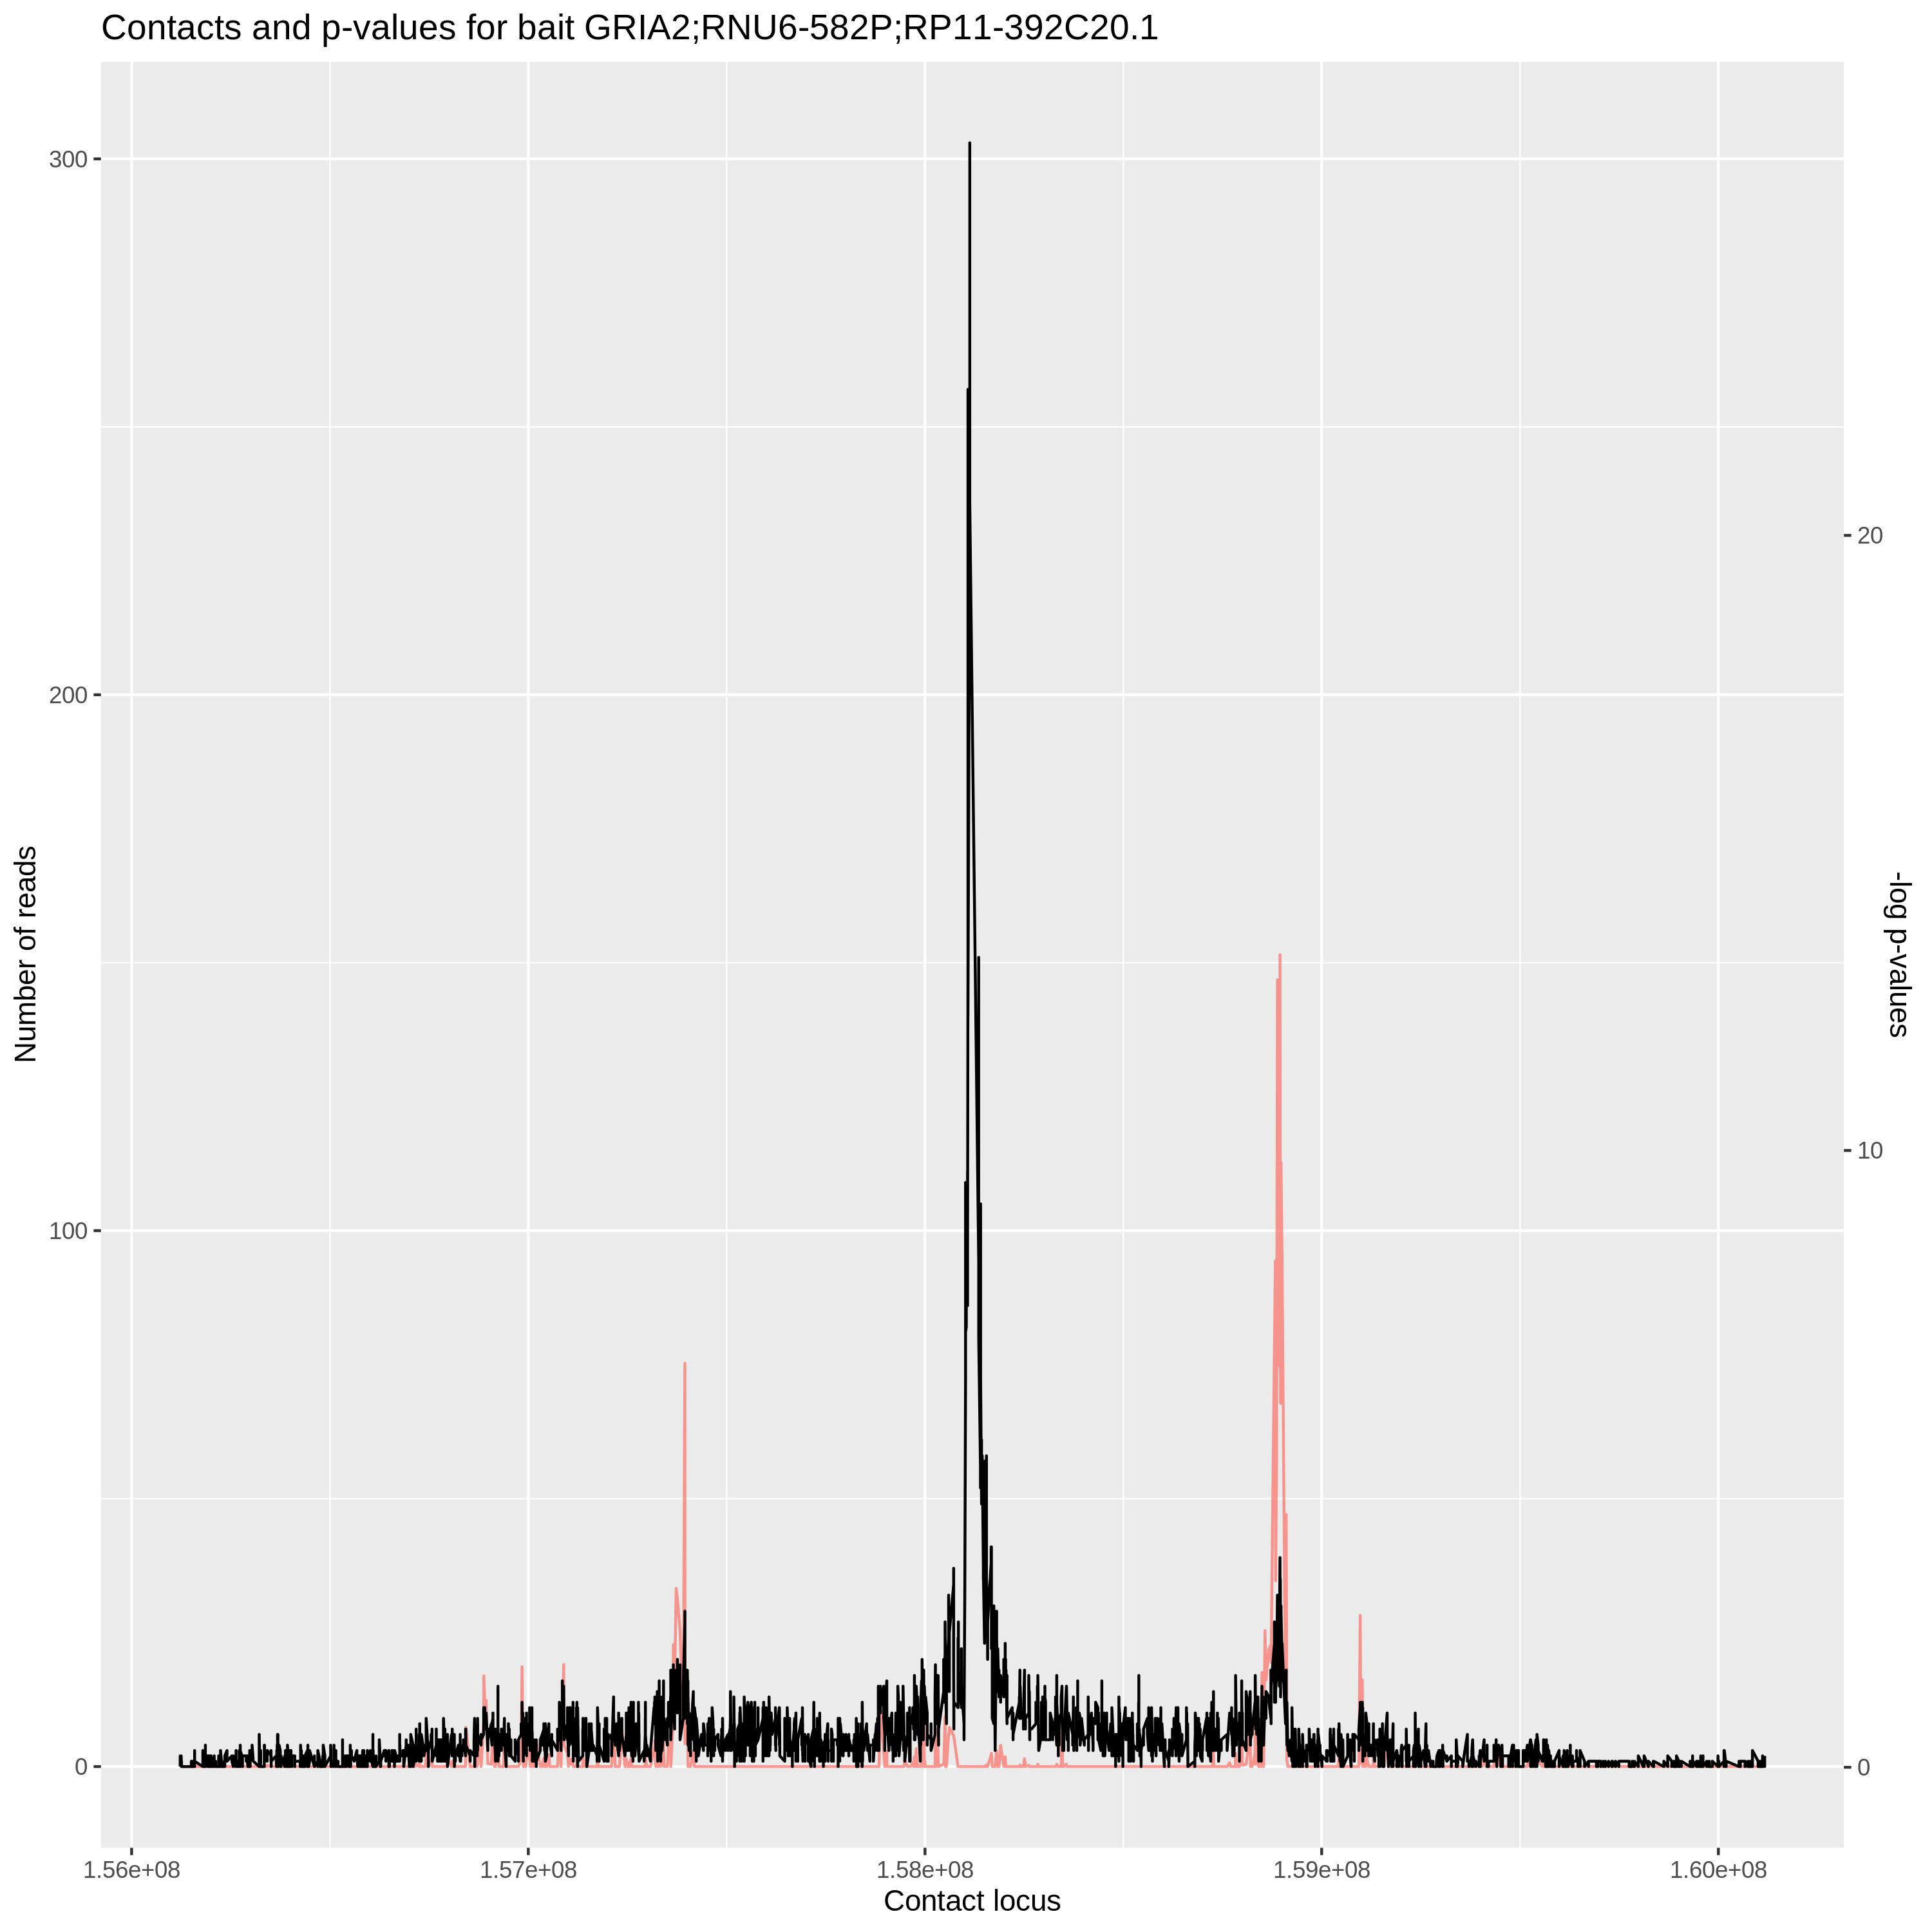 Contacts and p-values for bait GRIA2;RNU6-582P;RP11-392C20.1
300
200
100
0
Number of reads
20
10
0
-log p-values
1.56e+08 1.57e+08 1.58e+08 1.59e+08 1.60e+08
Contact locus